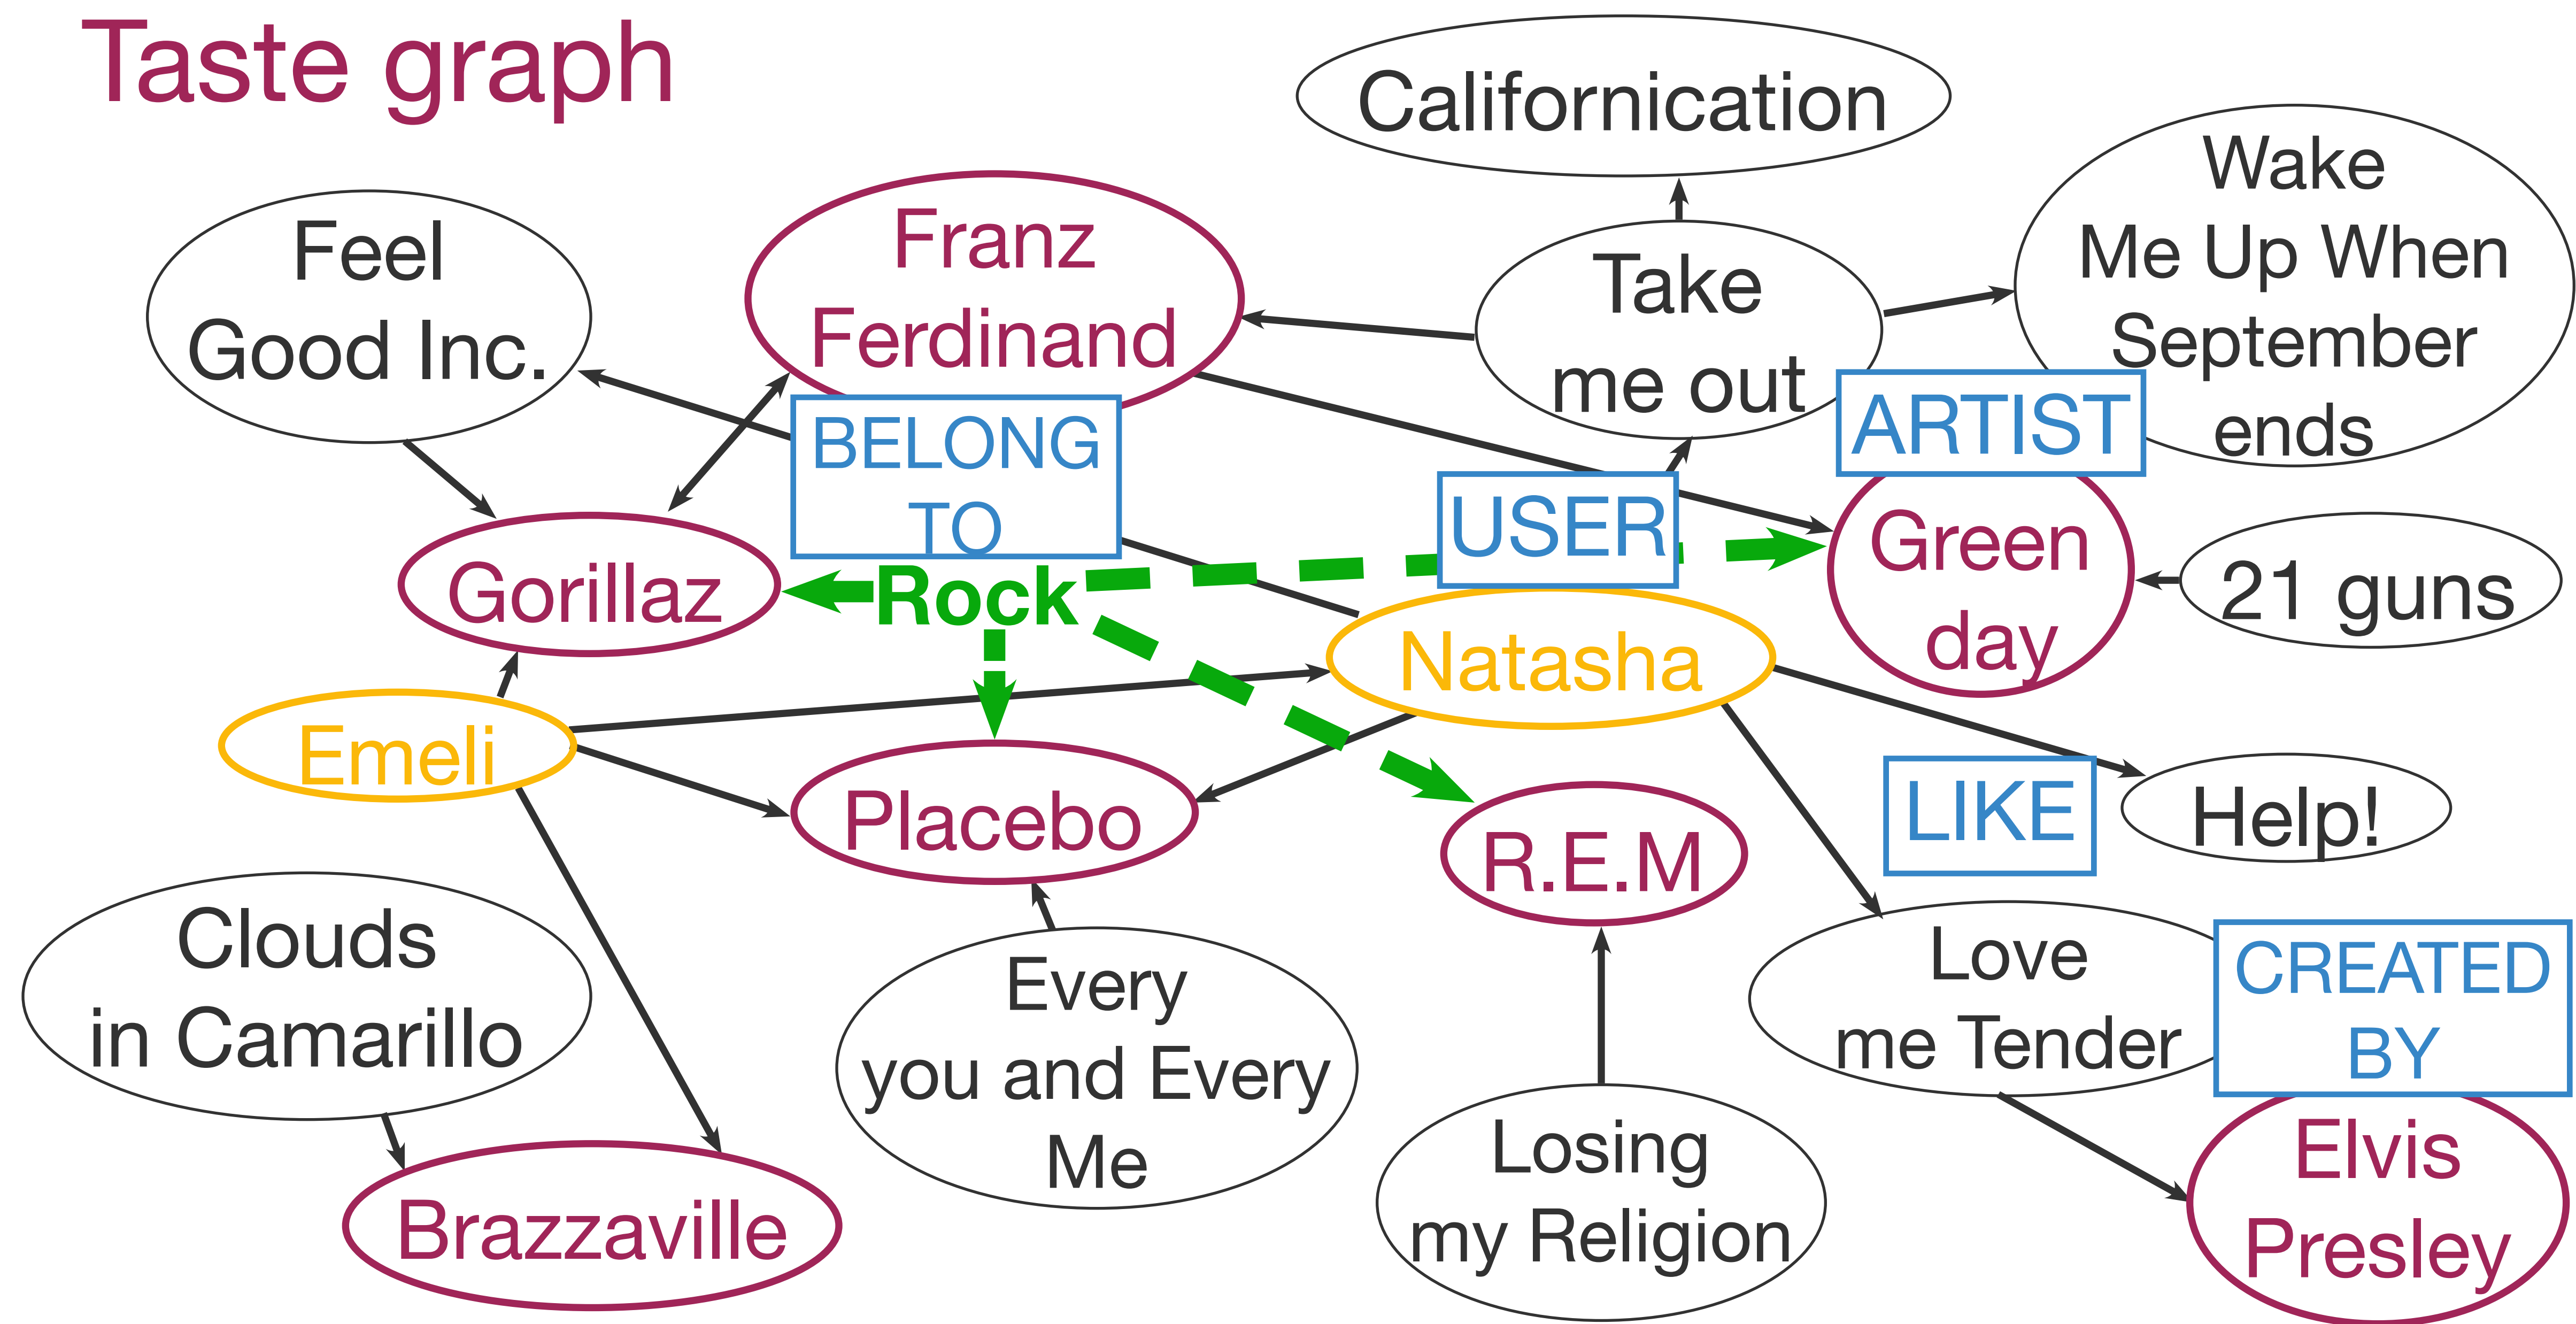 Taste graph
Californication
Wake
Me Up When
September
ends
Feel
Good Inc.
Franz
Ferdinand
Take
me out
ARTIST
BELONG
TO
USER
Green
day
21 guns
Gorillaz
Rock
Natasha
Emeli
Placebo
R.E.M
LIKE
Help!
Clouds
in Camarillo
Every
you and Every
Me
Love
me Tender
CREATED
BY
Losing
my Religion
Elvis
Presley
Brazzaville